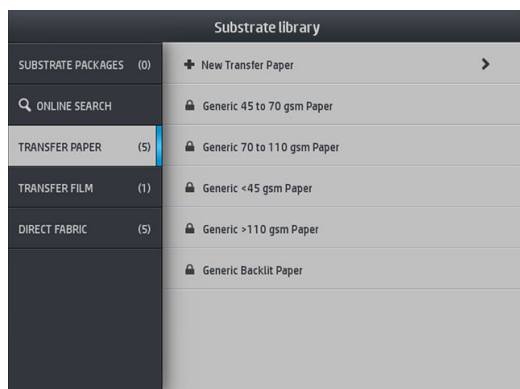 Substrate library
SUBSTRATE PACKAGES (0)
ONLINE SEARCH
TRANSFER PAPER (5)
TRANSFER FILM (1)
DIRECT FABRIC (5)
New Transfer Paper
Generic 45 to 70 gsm Paper
Generic 70 to 110 gsm Paper
Generic <45 gsm Paper
Generic >110 gsm Paper
Generic Backlit Paper